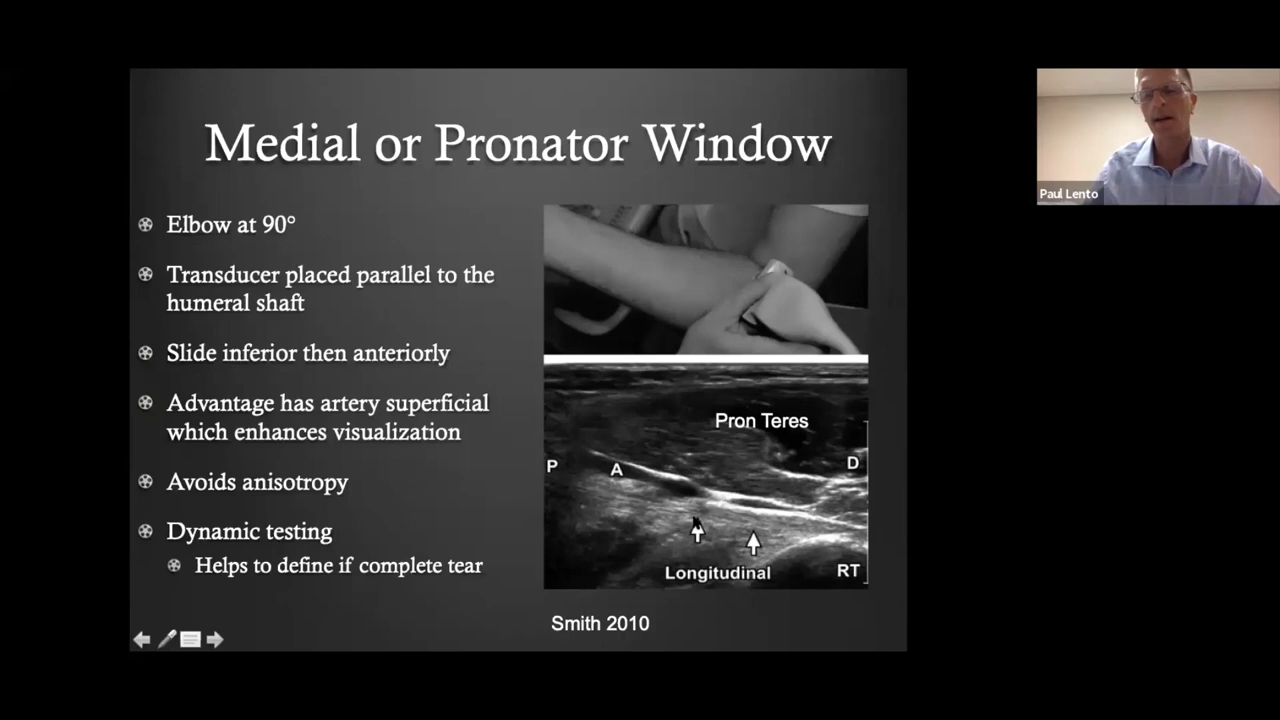 Medial or Pronator Window
Elbow at 90°
Transducer placed parallel to the
humeral shaft
Slide inferior then anteriorly
Advantage has artery superficial
which enhances visualization
Avoids anisotropy
Dynamic testing
Helps to define if complete tear
Pron Teres
P
A
D
Longitudinal
RT
Smith 2010
Paul Lento